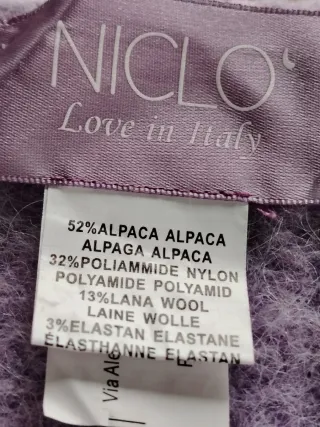 NICLO'
Love in Italy
52%ALPACA ALPACA
ALPAGA ALPACA
32%POLIAMMIDE NYLON
POLYAMIDE POLYAMID
13%LANA WOOL
LAINE WOLLE
3%ELASTAN ELASTANE
ÉLASTHANNE ELASTAN
Via